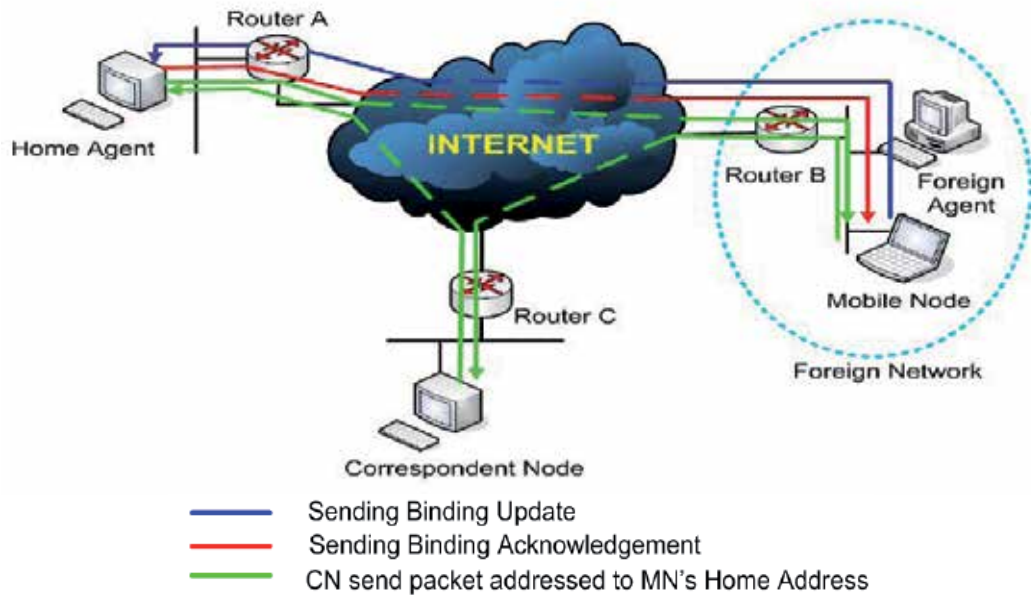 Router A
Home Agent
INTERNET
Router B
Foreign
Agent
Mobile Node
Router C
Foreign Network
Correspondent Node
Sending Binding Update
Sending Binding Acknowledgement
CN send packet addressed to MN's Home Address